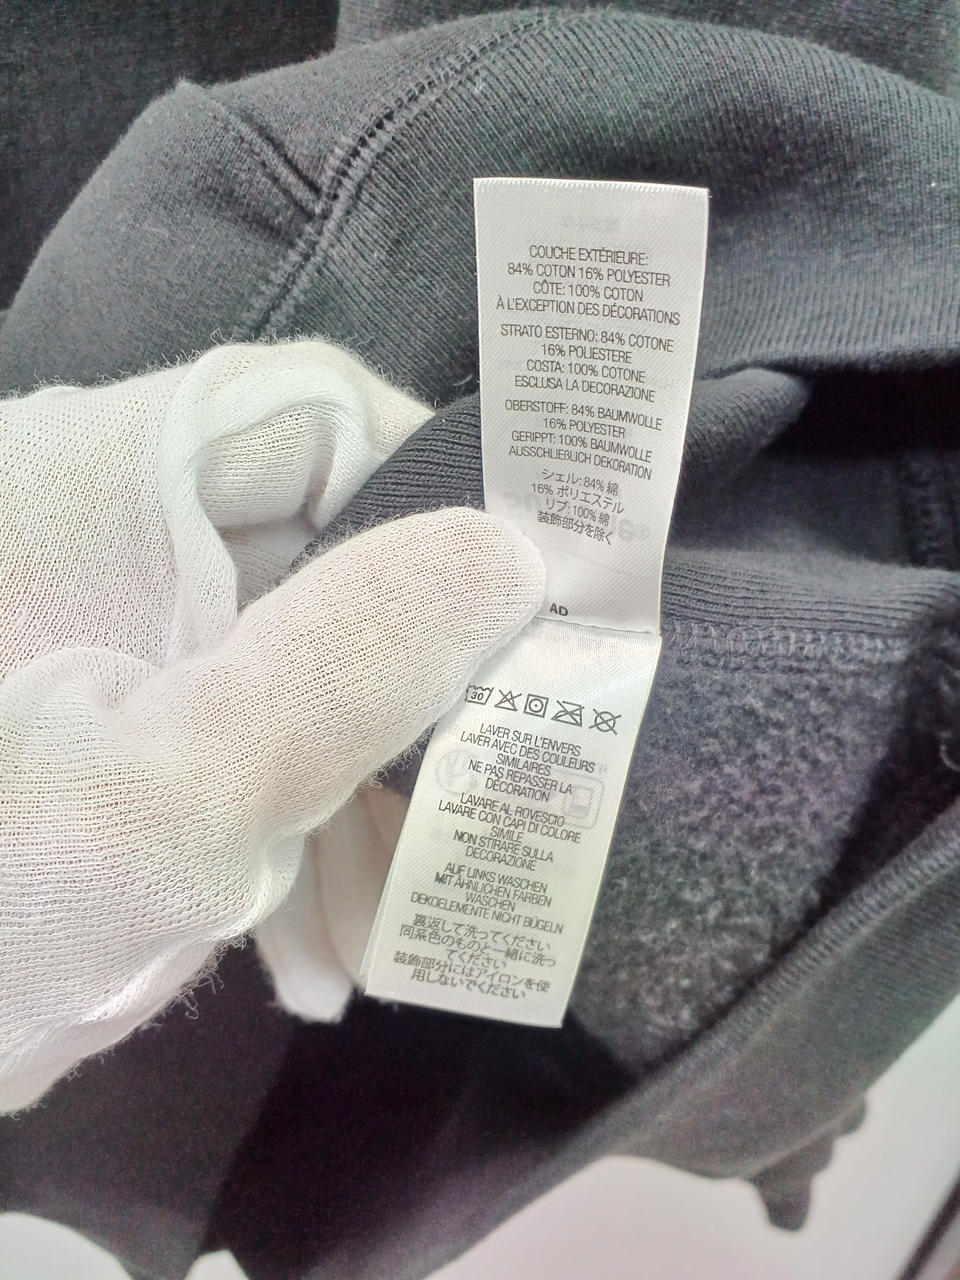 COUCHE EXTÉRIEURE:
84% COTON 16% POLYESTER
CÔTE: 100% COTON
À L'EXCEPTION DES DÉCORATIONS
STRATO ESTERNO: 84% COTONE
16% POLIESTERE
COSTA: 100% COTONE
ESCLUSA LA DECORAZIONE
OBERSTOFF: 84% BAUMWOLLE
16% POLYESTER
GERIPPT: 100% BAUMWOLLE
AUSSCHLIEßLICH DEKORATION
シェル: 84% 綿
16% ポリエステル
リブ: 100% 綿
装飾部分を除く
AD
30
LAVER SUR L'ENVERS
LAVER AVEC DES COULEURS
SIMILAIRES
NE PAS REPASSER LA
DÉCORATION
LAVARE AL ROVESCIO
LAVARE CON CAPI DI COLORE
SIMILE
NON STIRARE SULLA
DECORAZIONE
AUF LINKS WASCHEN
MIT ÄHNLICHEN FARBEN
WASCHEN
DEKOELEMENTE NICHT BÜGELN
裏返して洗ってください
同系色のものと一緒に洗っ
てください
装飾部分にはアイロンを使
用しないでください